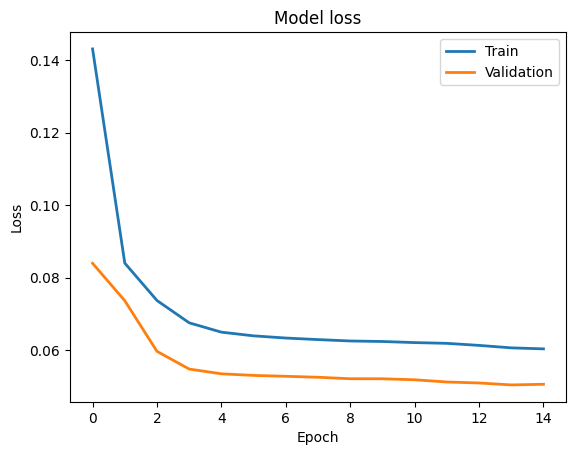 Model loss
Train
Validation
0.14
0.12
0.10
0.08
0.06
Loss
0 2 4 6 8 10 12 14
Epoch